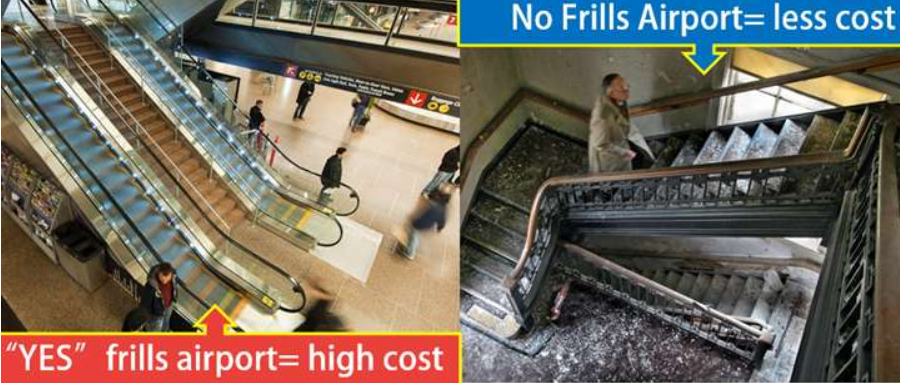 No Frills Airport= less cost
“YES” frills airport= high cost